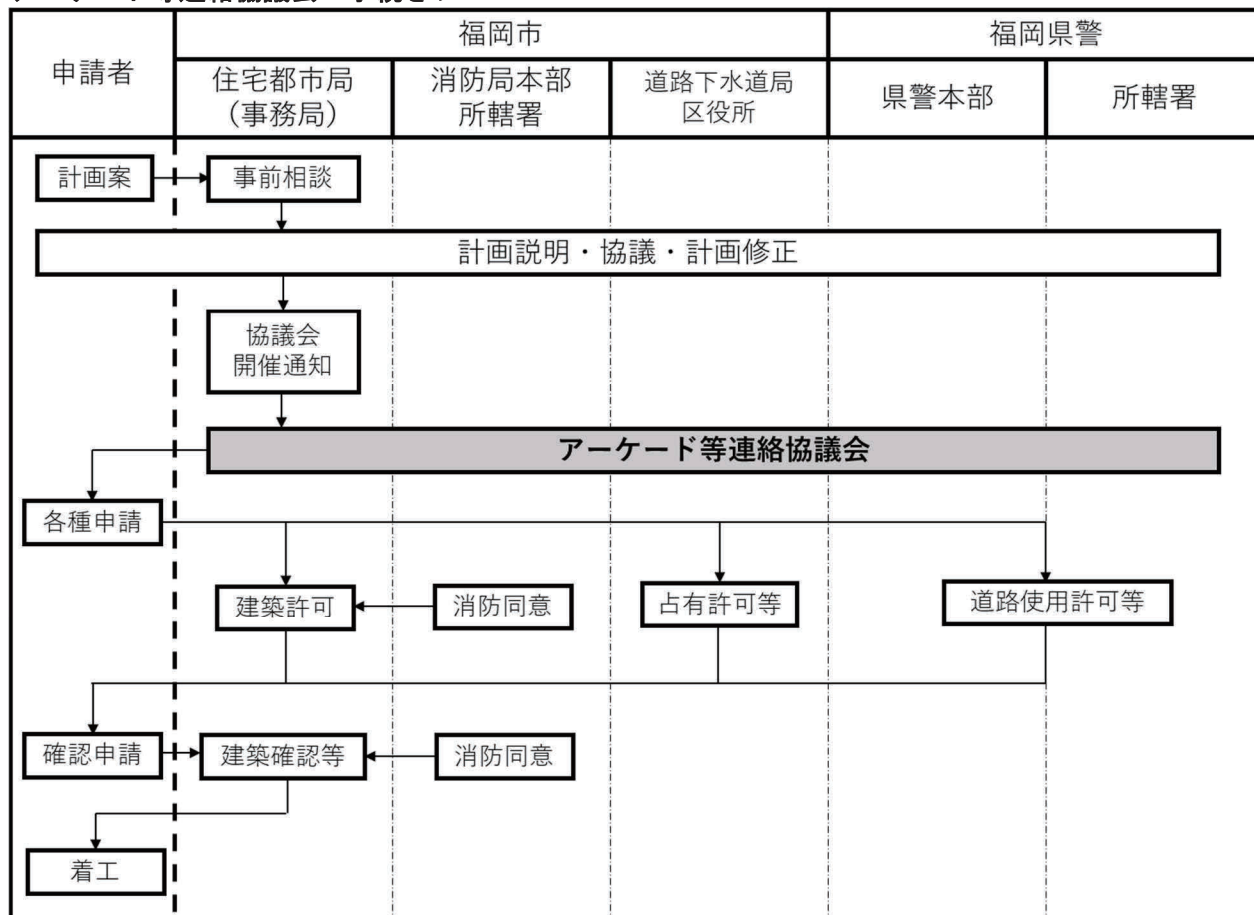 申請者
福岡市
福岡県警
住宅都市局
（事務局）
消防局本部
所轄署
道路下水道局
区役所
県警本部
所轄署
計画案
事前相談
計画説明・協議・計画修正
協議会
開催通知
アーケード等連絡協議会
各種申請
建築許可
消防同意
占有許可等
道路使用許可等
確認申請
建築確認等
消防同意
着工